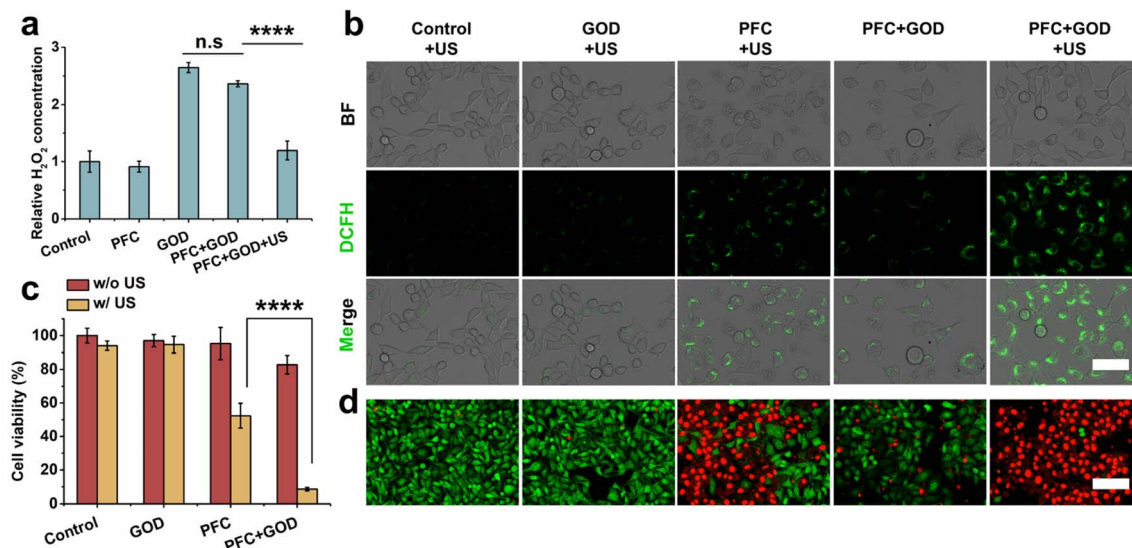 a
n.s
****
Relative H₂O₂ concentration
3
2
1
0
Control
PFC
GOD
PFC+GOD
PFC+GOD+US
b
Control
+US
GOD
+US
PFC
+US
PFC+GOD
PFC+GOD
+US
BF
DCFH
Merge
c
w/o US
w/ US
****
Cell viability (%)
100
80
60
40
20
0
Control
GOD
PFC
PFC+GOD
d